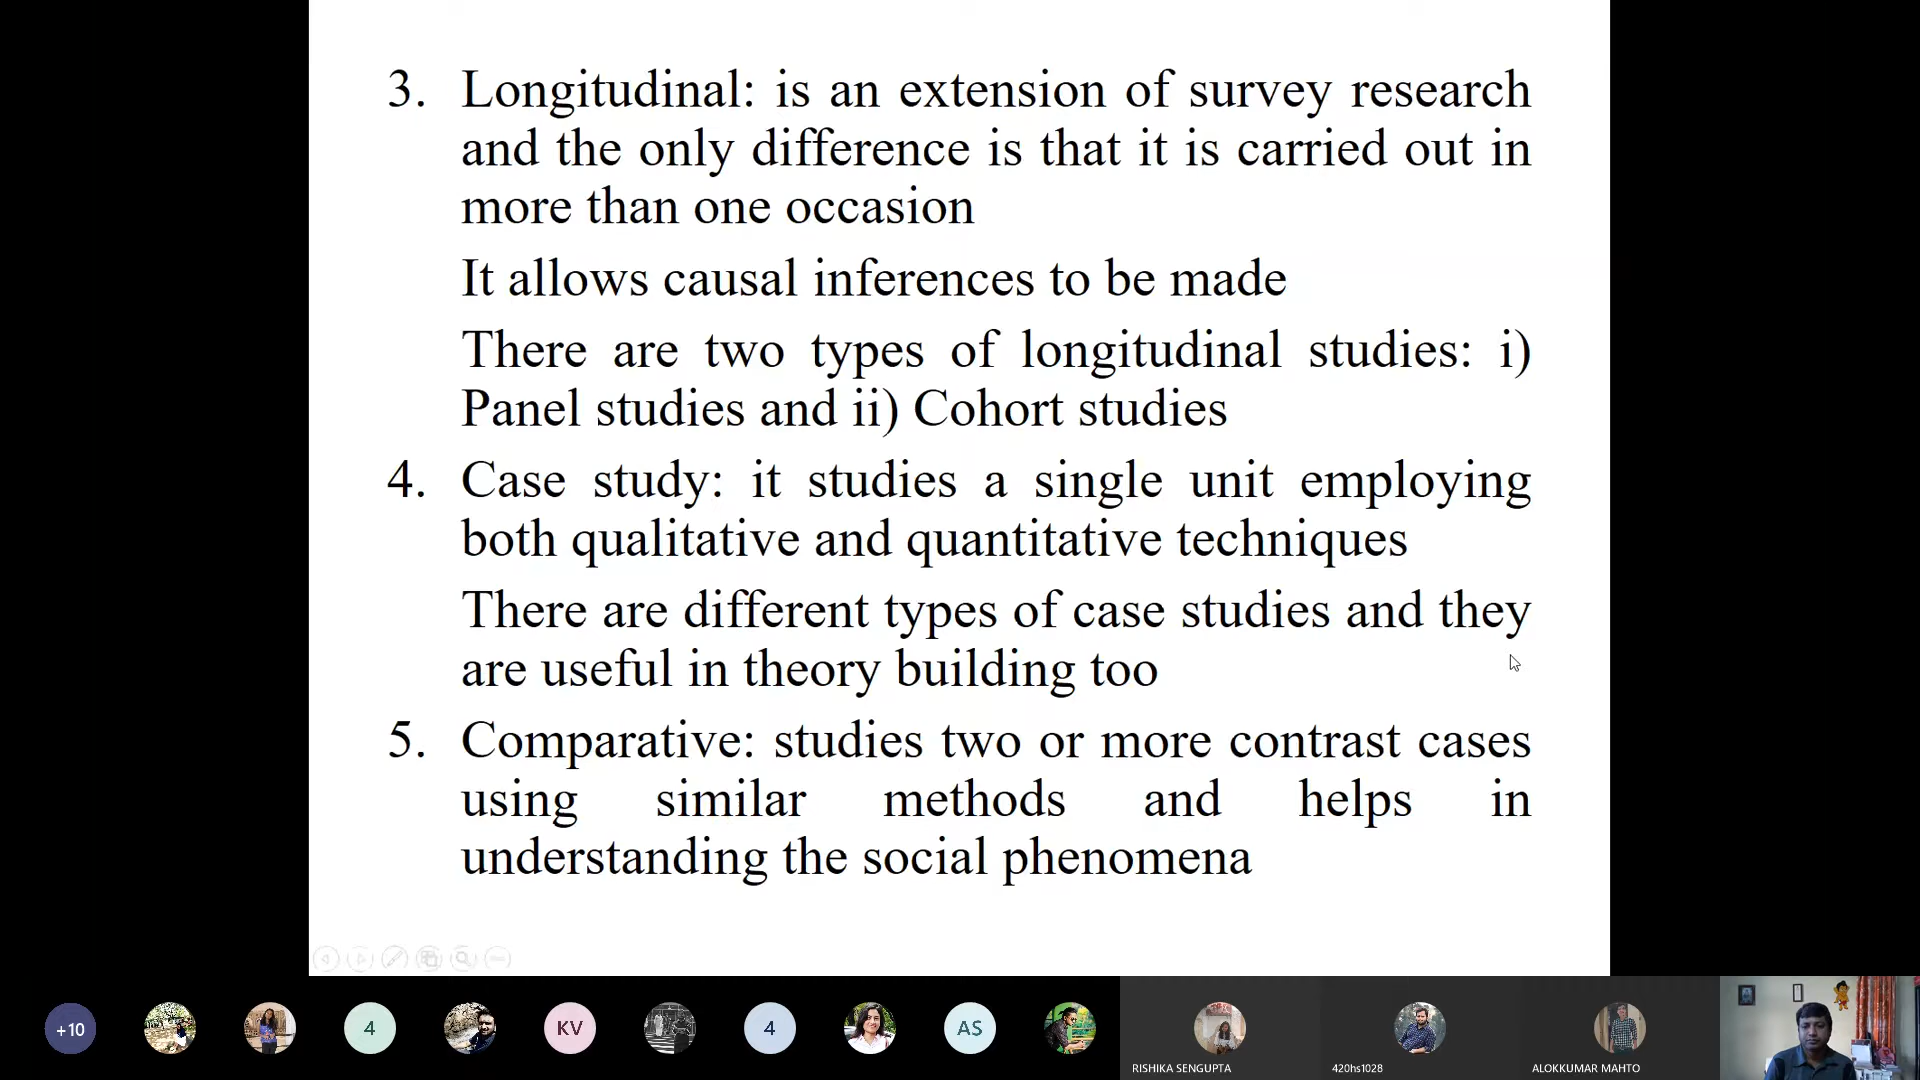 3. Longitudinal: is an extension of survey research
and the only difference is that it is carried out in
more than one occasion
It allows causal inferences to be made
There are two types of longitudinal studies: i)
Panel studies and ii) Cohort studies
4. Case study: it studies a single unit employing
both qualitative and quantitative techniques
There are different types of case studies and they
are useful in theory building too
5. Comparative: studies two or more contrast cases
using similar methods and helps in
understanding the social phenomena
+10
4
KV
4
AS
RISHIKA SENGUPTA
420hs1028
ALOKKUMAR MAHTO